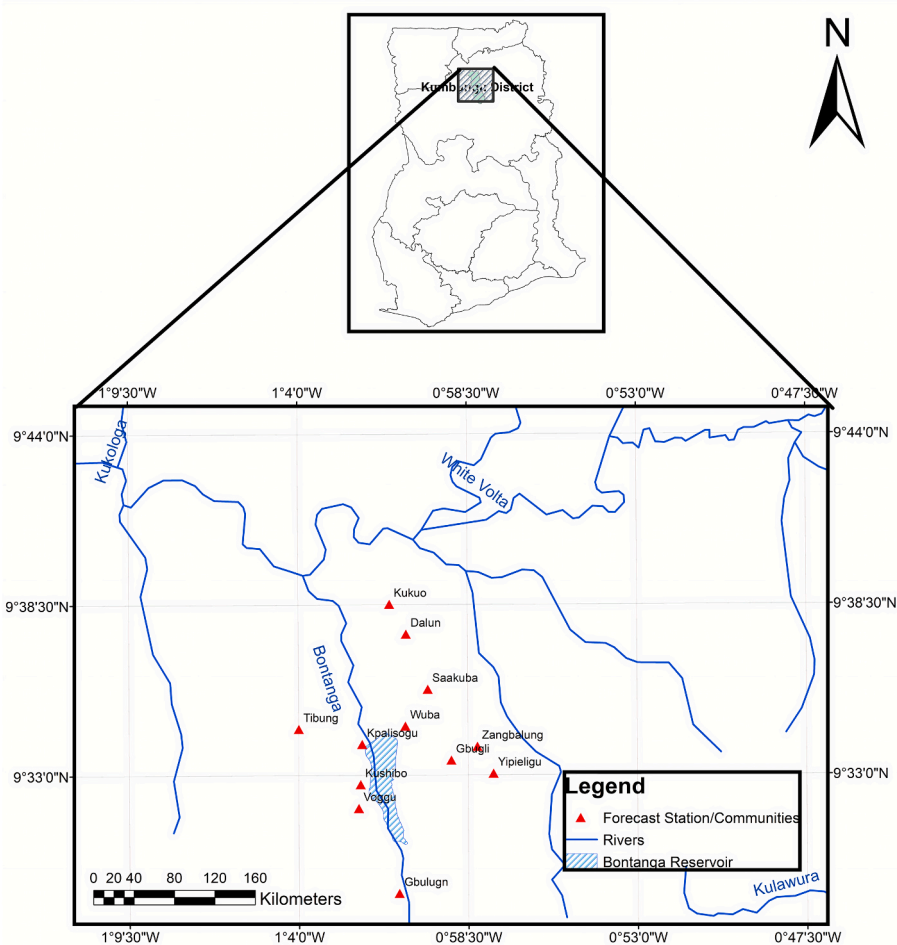 N
Kumbungu District
1°9'30"W 1°4'0"W 0°58'30"W 0°53'0"W 0°47'30"W
9°44'0"N 9°44'0"N
Kukologa
White Volta
Kukuo
9°38'30"N 9°38'30"N
Dalun
Bontanga
Saakuba
Wuba
Tibung
Kpalisogu
Zangbalung
Gbugli
Yipieligu
9°33'0"N 9°33'0"N
Kushibo
Voggu
Legend
Forecast Station/Communities
Rivers
Bontanga Reservoir
Gbulugn
Kulawura
0 20 40 80 120 160
Kilometers
1°9'30"W 1°4'0"W 0°58'30"W 0°53'0"W 0°47'30"W